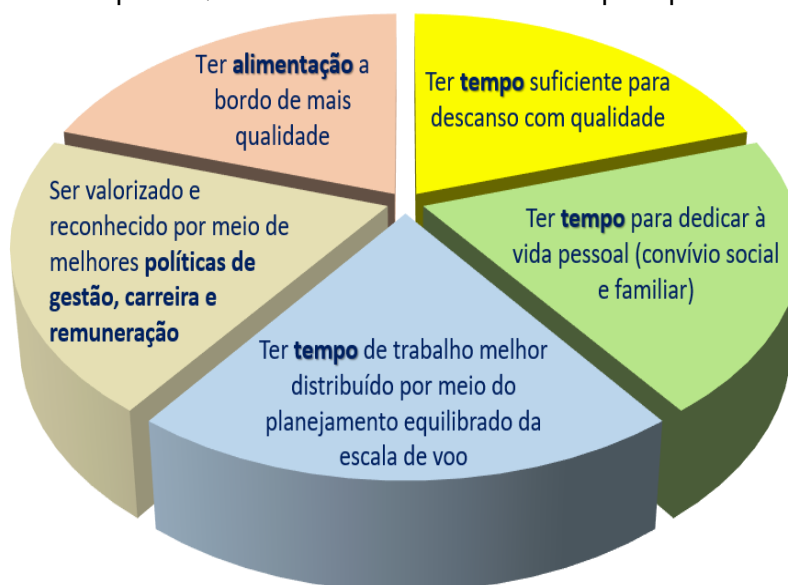 Ter alimentação a
bordo de mais
qualidade
Ter tempo suficiente para
descanso com qualidade
Ter tempo para dedicar à
vida pessoal (convívio social
e familiar)
Ter tempo de trabalho melhor
distribuído por meio do
planejamento equilibrado da
escala de voo
Ser valorizado e
reconhecido por meio de
melhores políticas de
gestão, carreira e
remuneração